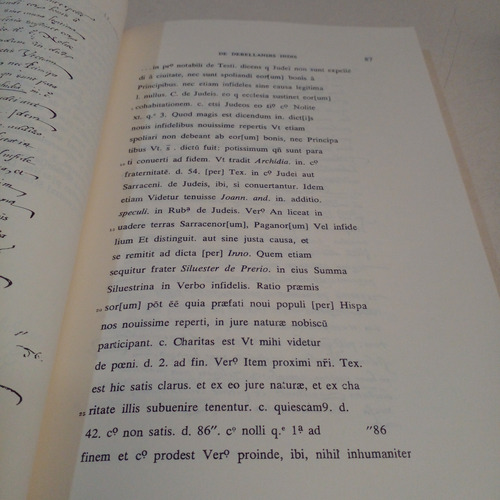 DE DEBELLANDIS INDIS 87
... in pcº notabili de Testi. dicens q̄ Judei non sunt expelle
di ā ciuitate, nec sunt spoliandi eor[um] bonis ā
Principibus. nec etiam infideles sine causa legitima
l. nullus. C. de Judeis. eo q̄ ecclesia continet eor[um]
cohabitationem. c. etsi Judeos eo titº cº Nolite
xi. q.ª 3. Quod magis est dicendum in. dict[i]s
nouis infidelibus nouissime repertis Vt etiam
spoliari non debeant ab eor[um] bonis, nec Principa
tibus Vt. s̄. dictū fuit; potissimum qñ sunt para
ti conuerti ad fidem. Vt tradit Archidia. in. cº
fraternitatē. d. 54. [per] Tex. in cº Judei aut
Sarraceni. de Judeis, ibi, si conuertantur. Idem
etiam Videtur tenuisse Joann. and. in. additio.
speculi. in Rubª de Judeis. Verº An liceat in
uadere terras Sarracenor[um], Paganor[um] Vel infide
lium Et distinguit. aut sine justa causa, et
se remitit ad dicta [per] Inno. Quem etiam
sequitur frater Siluester de Prerio. in eius Summa
Siluestrina in Verbo infidelis. Ratio præmis
sor[um] pōt ēē quia præfati noui populi [per] Hispa
nos nouissime reperti, in jure naturæ nobiscū
participant. c. Charitas est Vt mihi videtur
de pœni. d. 2. ad fin. Verº Item proximi nr̄i. Tex.
est hic satis clarus. et ex eo jure naturæ, et ex cha
ritate illis subuenire tenentur. c. quiescam9. d.
42. cº non satis. d. 86". cº nolli q.e 1ª ad "86
finem et cº prodest Verº proinde, ibi, nihil inhumaniter